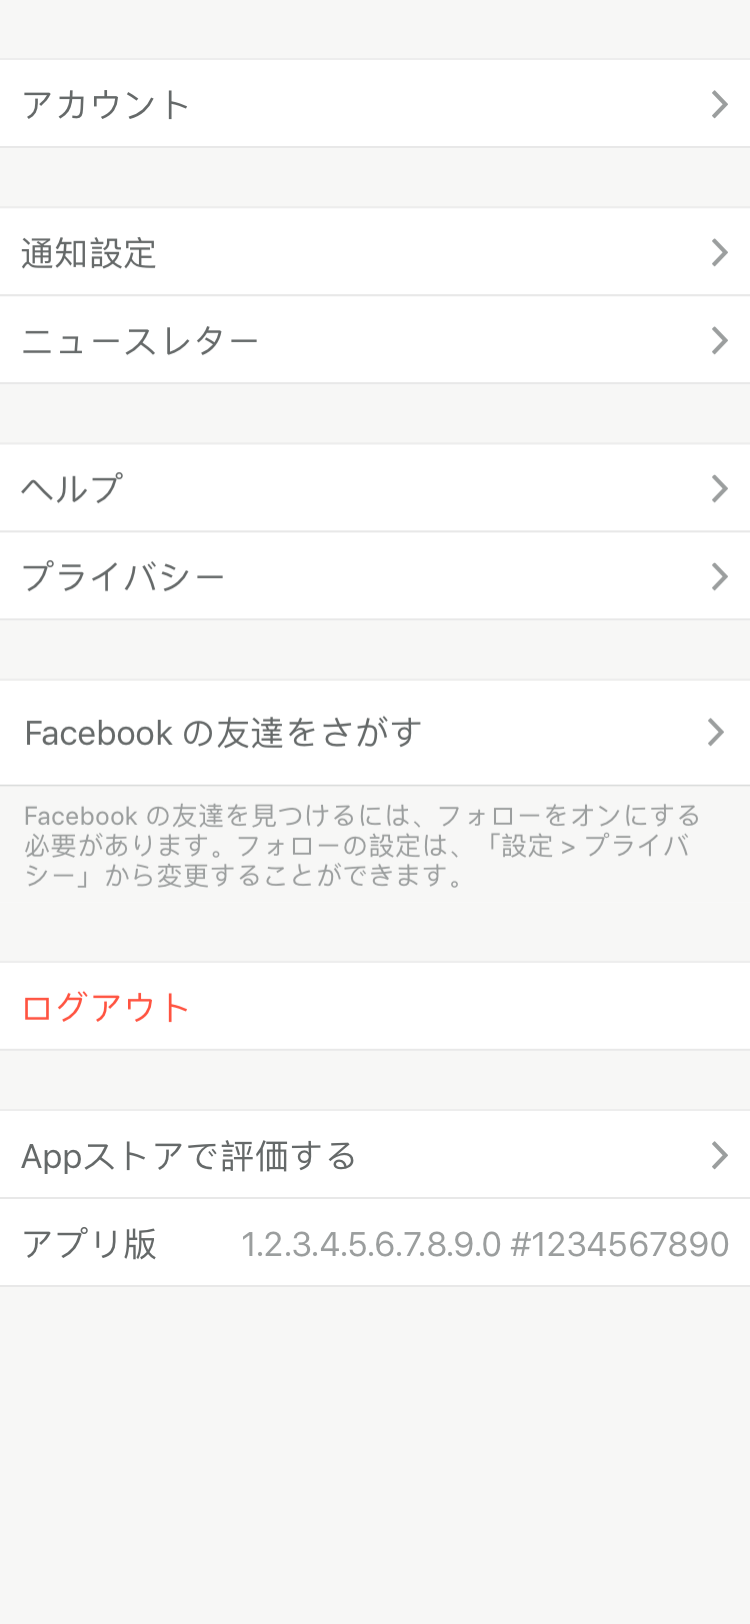 アカウント
通知設定
ニュースレター
ヘルプ
プライバシー
Facebook の友達をさがす
Facebook の友達を見つけるには、フォローをオンにする
必要があります。フォローの設定は、「設定 > プライバ
シー」から変更することができます。
ログアウト
Appストアで評価する
アプリ版 1.2.3.4.5.6.7.8.9.0 #1234567890